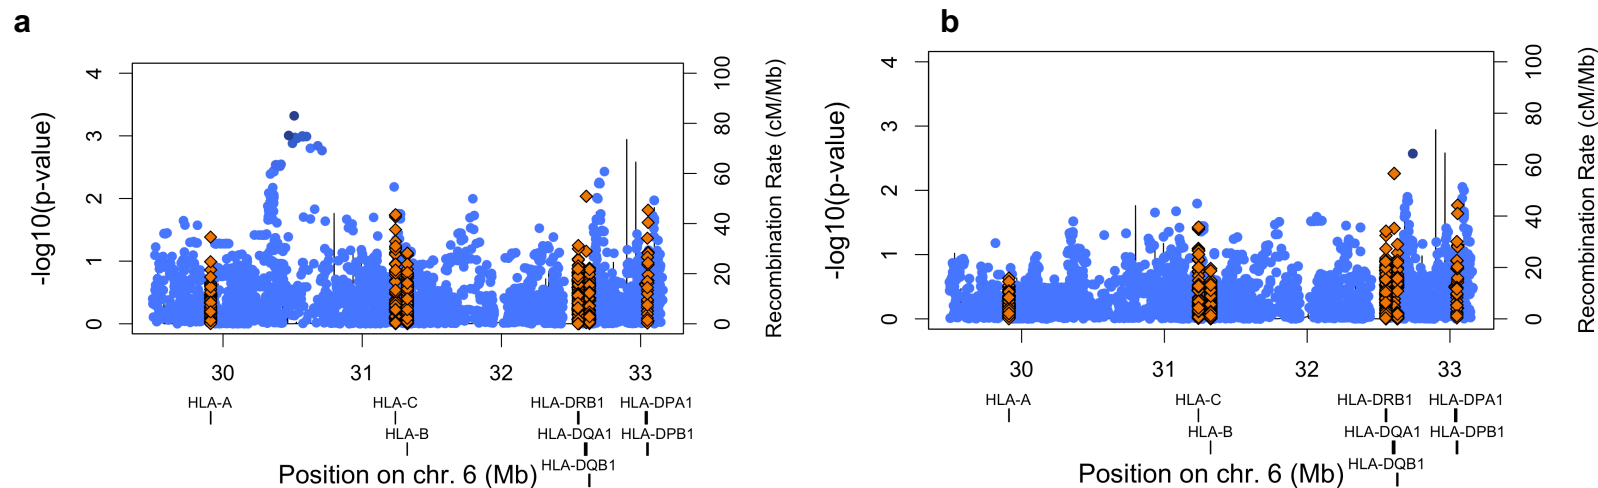 a
-log10(p-value)
4
3
2
1
0
100
80
60
40
20
0
Recombination Rate (cM/Mb)
30 31 32 33
HLA-A HLA-C HLA-DRB1 HLA-DPA1
HLA-B HLA-DQA1 HLA-DPB1
HLA-DQB1
Position on chr. 6 (Mb)
b
-log10(p-value)
4
3
2
1
0
100
80
60
40
20
0
Recombination Rate (cM/Mb)
30 31 32 33
HLA-A HLA-C HLA-DRB1 HLA-DPA1
HLA-B HLA-DQA1 HLA-DPB1
HLA-DQB1
Position on chr. 6 (Mb)